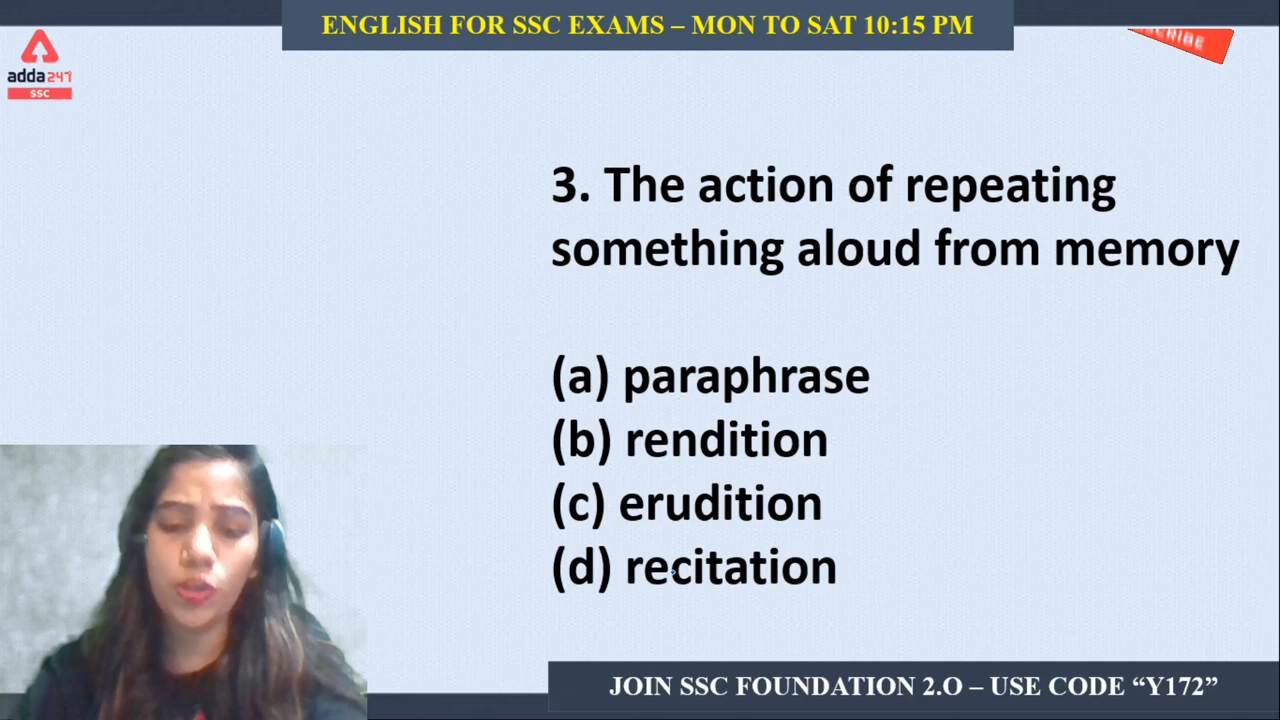 ENGLISH FOR SSC EXAMS – MON TO SAT 10:15 PM
adda247
SSC
3. The action of repeating
something aloud from memory
(a) paraphrase
(b) rendition
(c) erudition
(d) recitation
JOIN SSC FOUNDATION 2.O – USE CODE “Y172”